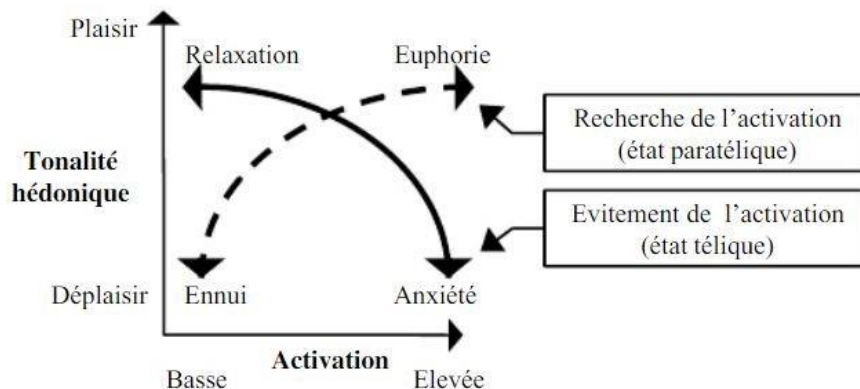 Plaisir
Relaxation
Euphorie
Recherche de l'activation
(état paratélique)
Tonalité
hédonique
Evitement de l'activation
(état télique)
Déplaisir
Ennui
Anxiété
Activation
Basse
Elevée